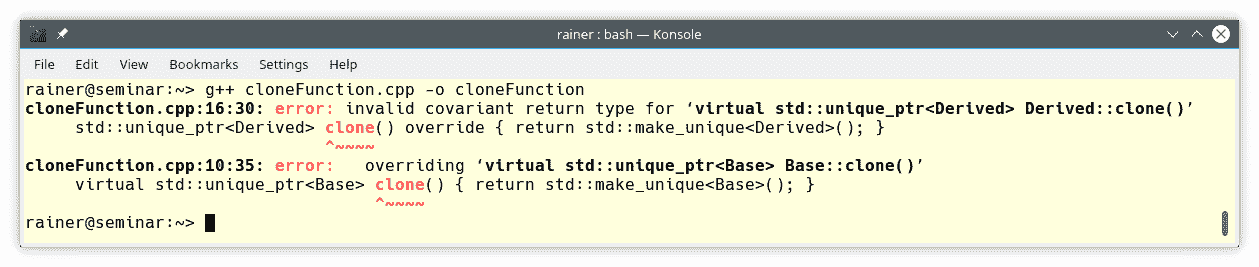 rainer : bash — Konsole
File Edit View Bookmarks Settings Help
rainer@seminar:~> g++ cloneFunction.cpp -o cloneFunction
cloneFunction.cpp:16:30: error: invalid covariant return type for ‘virtual std::unique_ptr<Derived> Derived::clone()’
     std::unique_ptr<Derived> clone() override { return std::make_unique<Derived>(); }
                              ^~~~~
cloneFunction.cpp:10:35: error:   overriding ‘virtual std::unique_ptr<Base> Base::clone()’
     virtual std::unique_ptr<Base> clone() { return std::make_unique<Base>(); }
                                   ^~~~~
rainer@seminar:~>